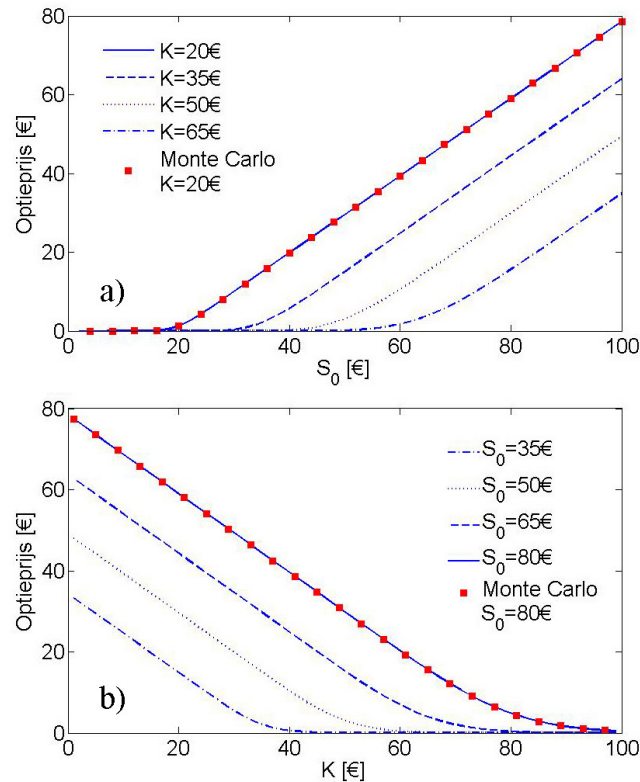 80
60
40
20
0
Optieprijs [€]
K=20€
K=35€
K=50€
K=65€
Monte Carlo
K=20€
a)
0 20 40 60 80 100
S₀ [€]
80
60
40
20
0
Optieprijs [€]
S₀=35€
S₀=50€
S₀=65€
S₀=80€
Monte Carlo
S₀=80€
b)
0 20 40 60 80 100
K [€]